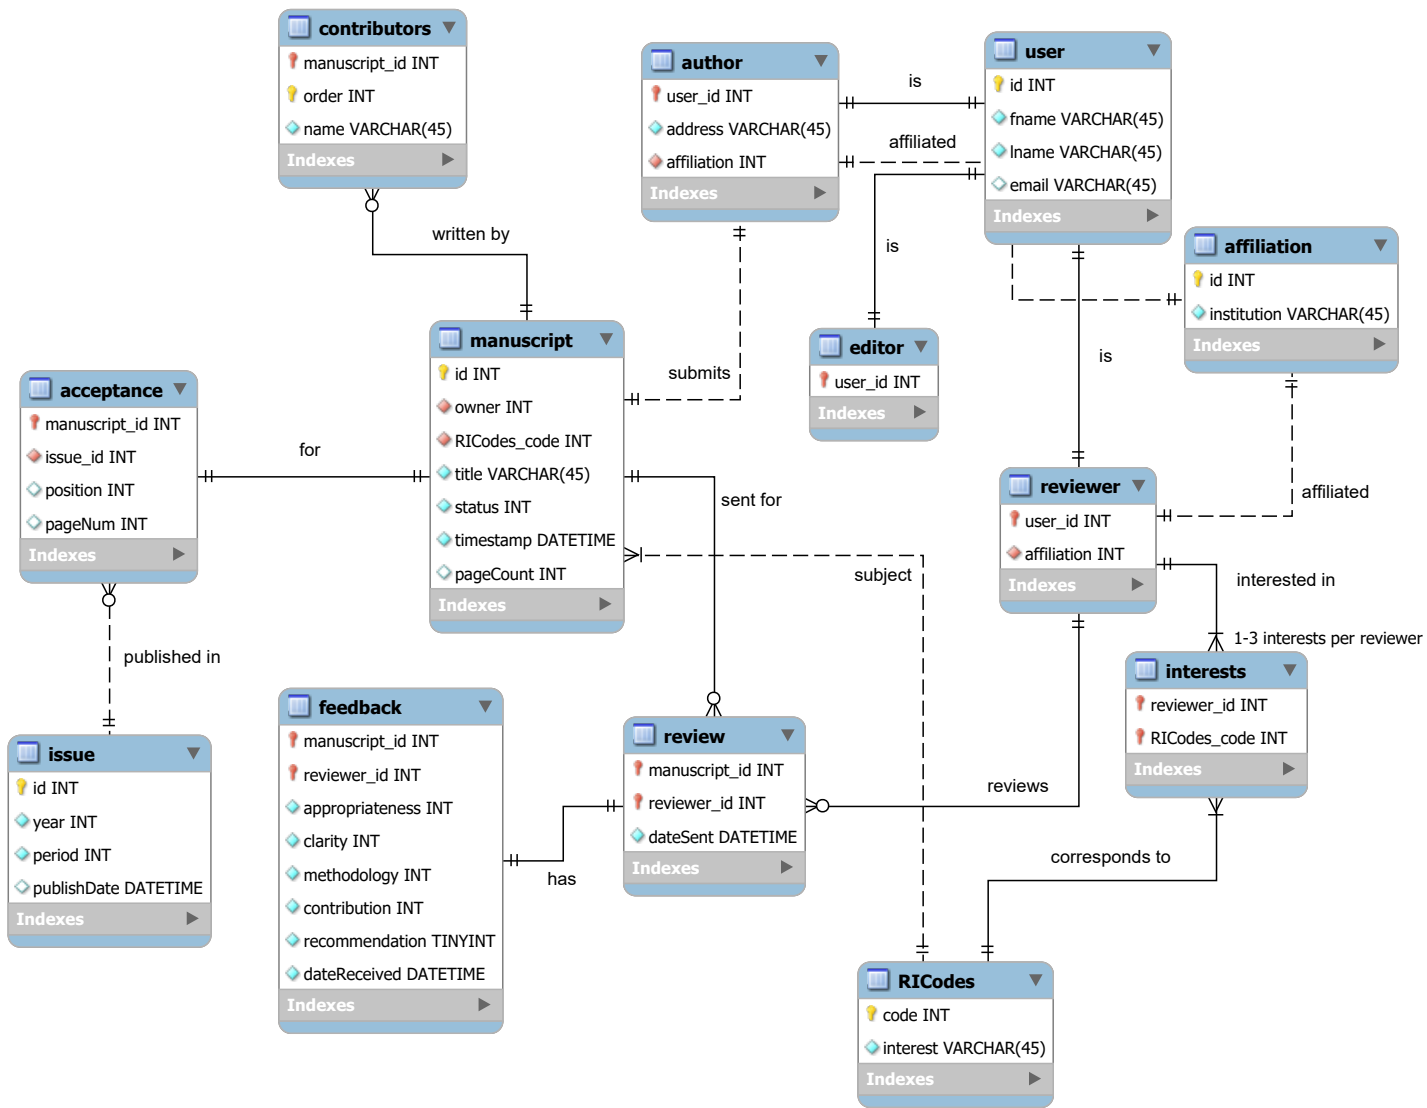 contributors
manuscript_id INT
order INT
name VARCHAR(45)
Indexes
author
user_id INT
address VARCHAR(45)
affiliation INT
Indexes
is
affiliated
user
id INT
fname VARCHAR(45)
lname VARCHAR(45)
email VARCHAR(45)
Indexes
written by
is
affiliation
id INT
institution VARCHAR(45)
Indexes
manuscript
id INT
owner INT
RICodes_code INT
title VARCHAR(45)
status INT
timestamp DATETIME
pageCount INT
Indexes
submits
editor
user_id INT
Indexes
is
acceptance
manuscript_id INT
issue_id INT
position INT
pageNum INT
Indexes
for
sent for
reviewer
user_id INT
affiliation INT
Indexes
affiliated
subject
interested in
1-3 interests per reviewer
published in
interests
reviewer_id INT
RICodes_code INT
Indexes
feedback
manuscript_id INT
reviewer_id INT
appropriateness INT
clarity INT
methodology INT
contribution INT
recommendation TINYINT
dateReceived DATETIME
Indexes
review
manuscript_id INT
reviewer_id INT
dateSent DATETIME
Indexes
reviews
issue
id INT
year INT
period INT
publishDate DATETIME
Indexes
has
corresponds to
RICodes
code INT
interest VARCHAR(45)
Indexes